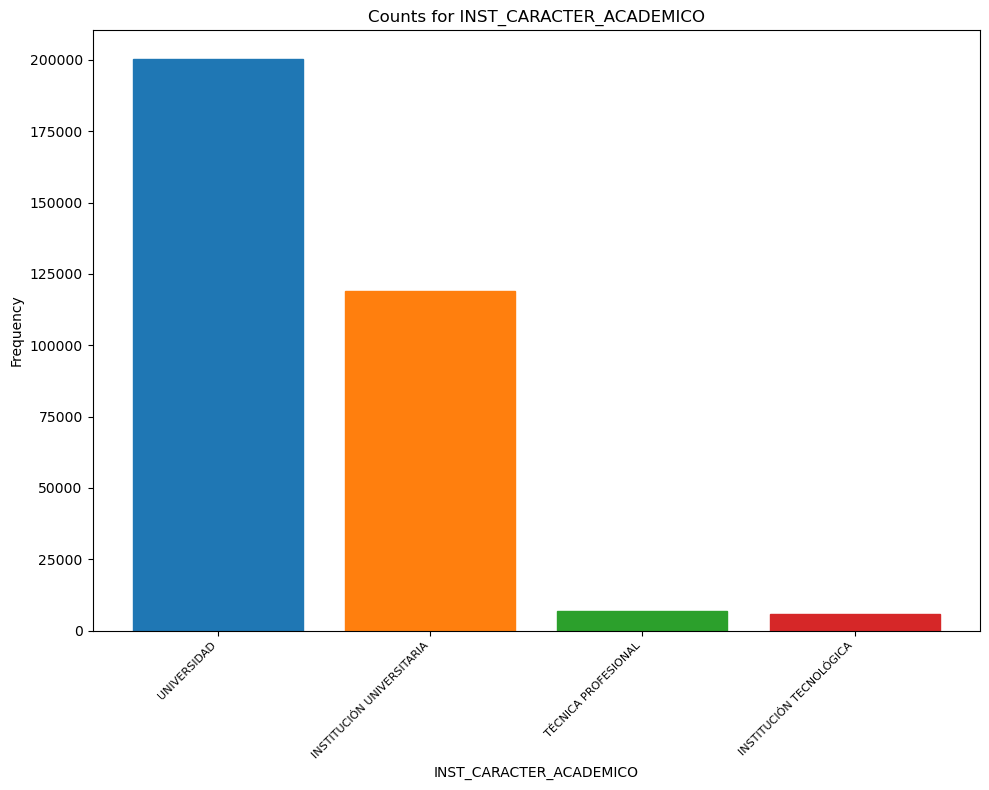 Counts for INST_CARACTER_ACADEMICO
Frequency
200000
175000
150000
125000
100000
75000
50000
25000
0
UNIVERSIDAD
INSTITUCIÓN UNIVERSITARIA
TÉCNICA PROFESIONAL
INSTITUCIÓN TECNOLÓGICA
INST_CARACTER_ACADEMICO